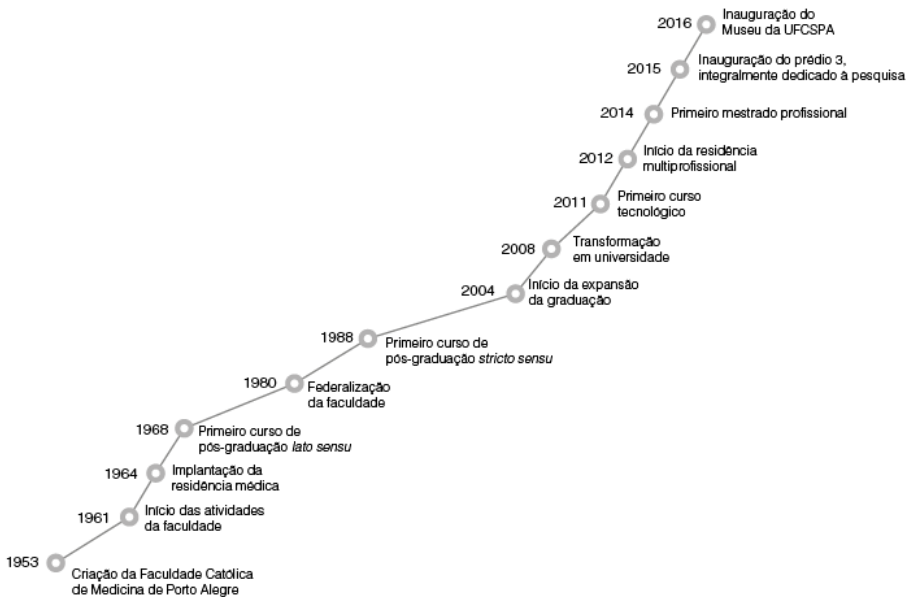 2016
Inauguração do
Museu da UFCSPA
2015
Inauguração do prédio 3,
integralmente dedicado à pesquisa
2014
Primeiro mestrado profissional
2012
Início da residência
multiprofissional
2011
Primeiro curso
tecnológico
2008
Transformação
em universidade
2004
Início da expansão
da graduação
1988
Primeiro curso de
pós-graduação stricto sensu
1980
Federalização
da faculdade
1968
Primeiro curso de
pós-graduação lato sensu
1964
Implantação da
residência médica
1961
Início das atividades
da faculdade
1953
Criação da Faculdade Católica
de Medicina de Porto Alegre